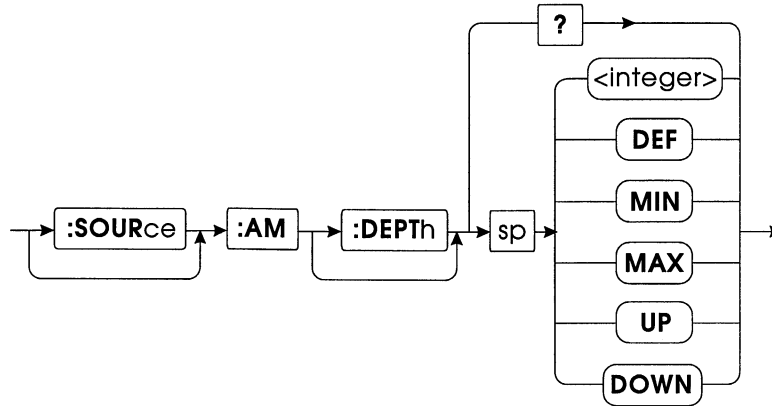 ?
<integer>
DEF
MIN
:SOURce :AM :DEPTh sp
MAX
UP
DOWN